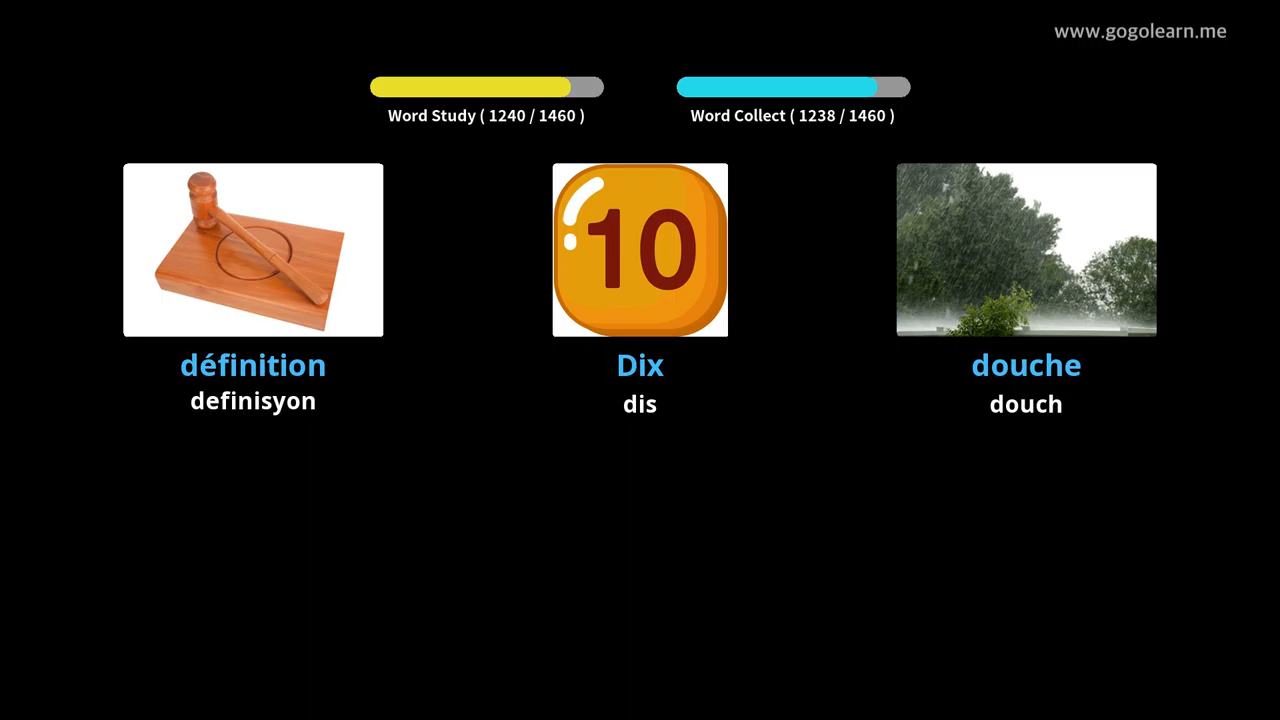 www.gogolearn.me
Word Study ( 1240 / 1460 )
Word Collect ( 1238 / 1460 )
10
définition
definisyon
Dix
dis
douche
douch